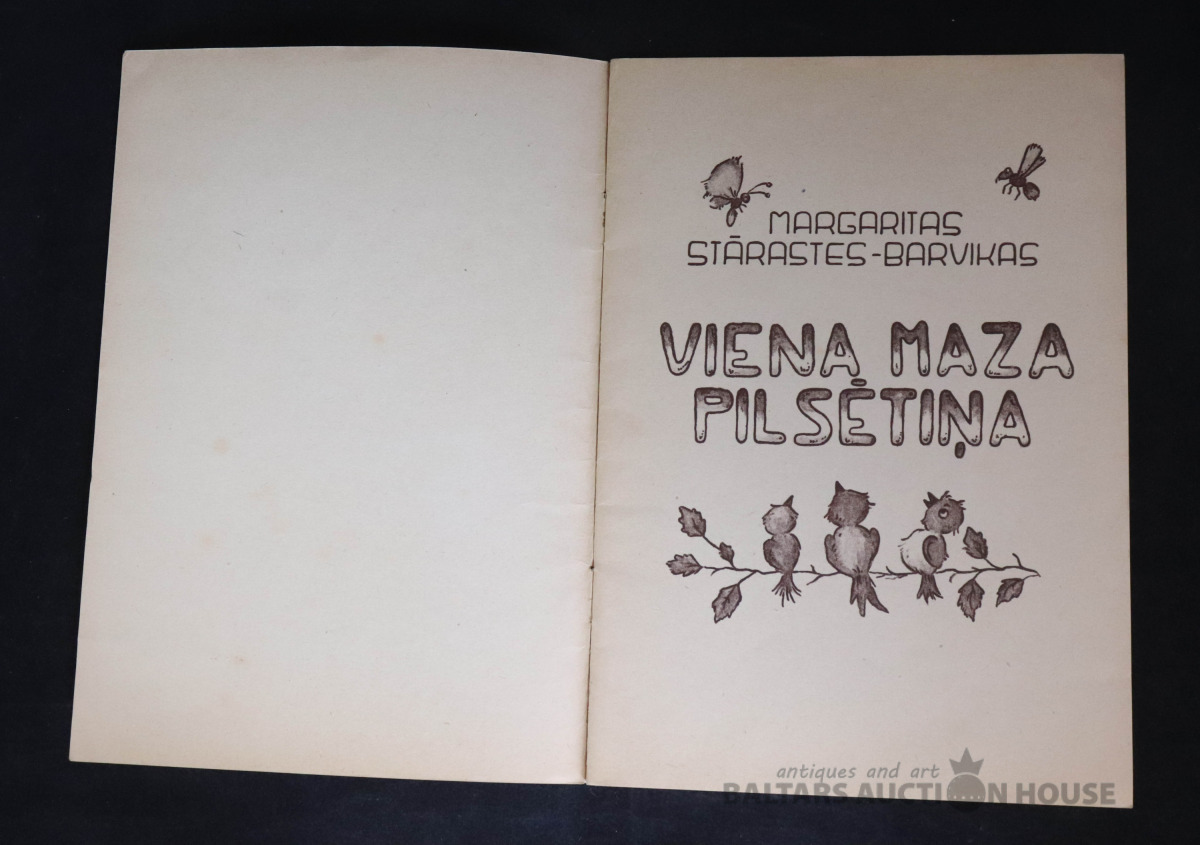 MARGARITAS
STĀRASTES-BARVIKAS
VIENA MAZA
PILSĒTIŅA
antiques and art
BALTARS AUCTION HOUSE